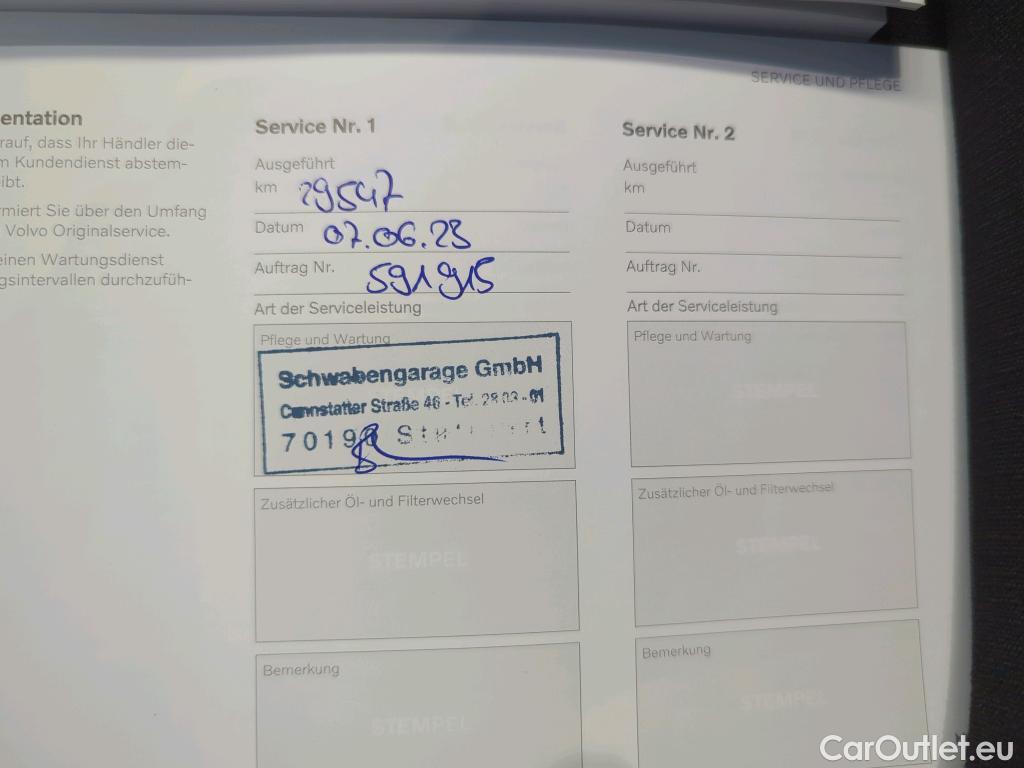 SERVICE UND PFLEGE
entation
rauf, dass Ihr Händler die-
m Kundendienst abstem-
ibt.
rmiert Sie über den Umfang
Volvo Originalservice.
einen Wartungsdienst
gsintervallen durchzufüh-
Service Nr. 1
Ausgeführt
km 29547
Datum 07.06.23
Auftrag Nr. 591915
Art der Serviceleistung
Pflege und Wartung
Schwabengarage GmbH
Cannstatter Straße 46 - Tel.
7019
Zusätzlicher Öl- und Filterwechsel
STEMPEL
Bemerkung
STEMPEL
Service Nr. 2
Ausgeführt
km
Datum
Auftrag Nr.
Art der Serviceleistung
Pflege und Wartung
STEMPEL
Zusätzlicher Öl- und Filterwechsel
STEMPEL
Bemerkung
STEMPEL
CarOutlet.eu